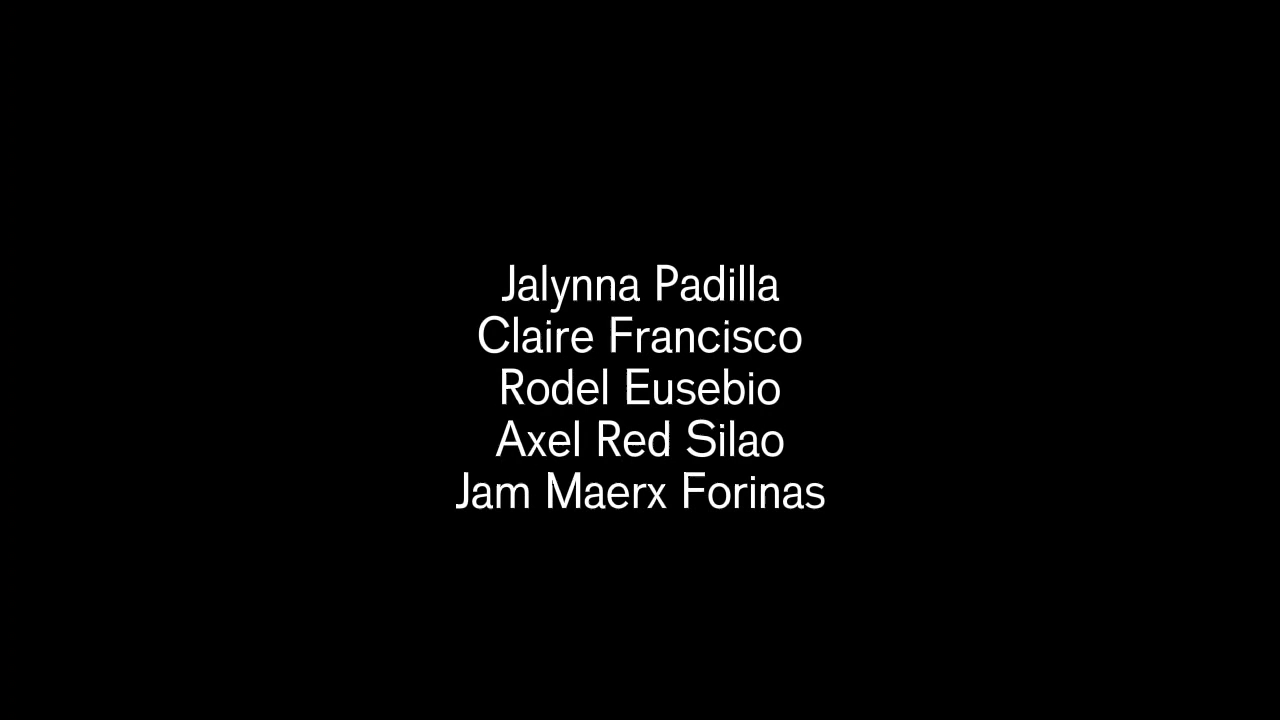 Jalynna Padilla
Claire Francisco
Rodel Eusebio
Axel Red Silao
Jam Maerx Forinas